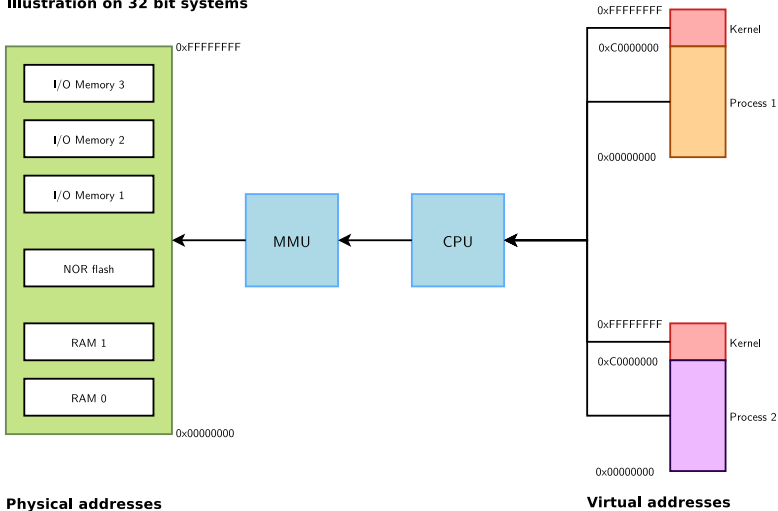 Illustration on 32 bit systems
0xFFFFFFFF
I/O Memory 3
I/O Memory 2
I/O Memory 1
NOR flash
RAM 1
RAM 0
0x00000000
Physical addresses
MMU
CPU
0xFFFFFFFF
Kernel
0xC0000000
Process 1
0x00000000
0xFFFFFFFF
Kernel
0xC0000000
Process 2
0x00000000
Virtual addresses